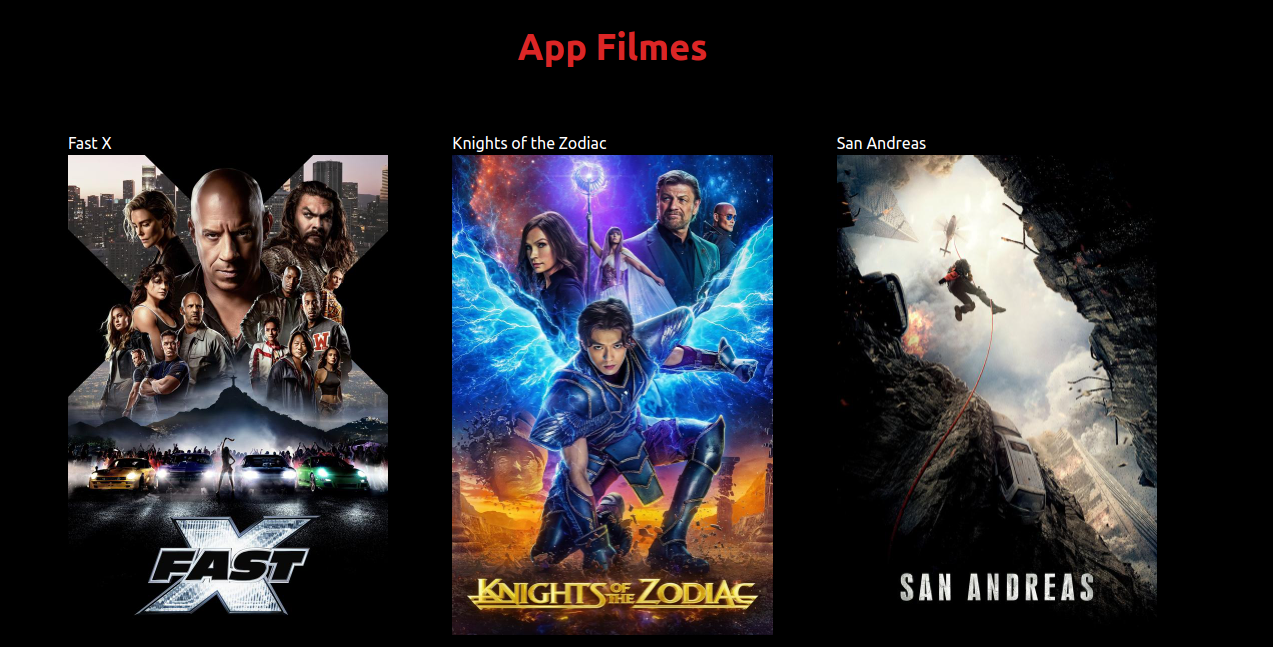 App Filmes
Fast X
Knights of the Zodiac
San Andreas
FAST X
KNIGHTS OF THE ZODIAC
SAN ANDREAS